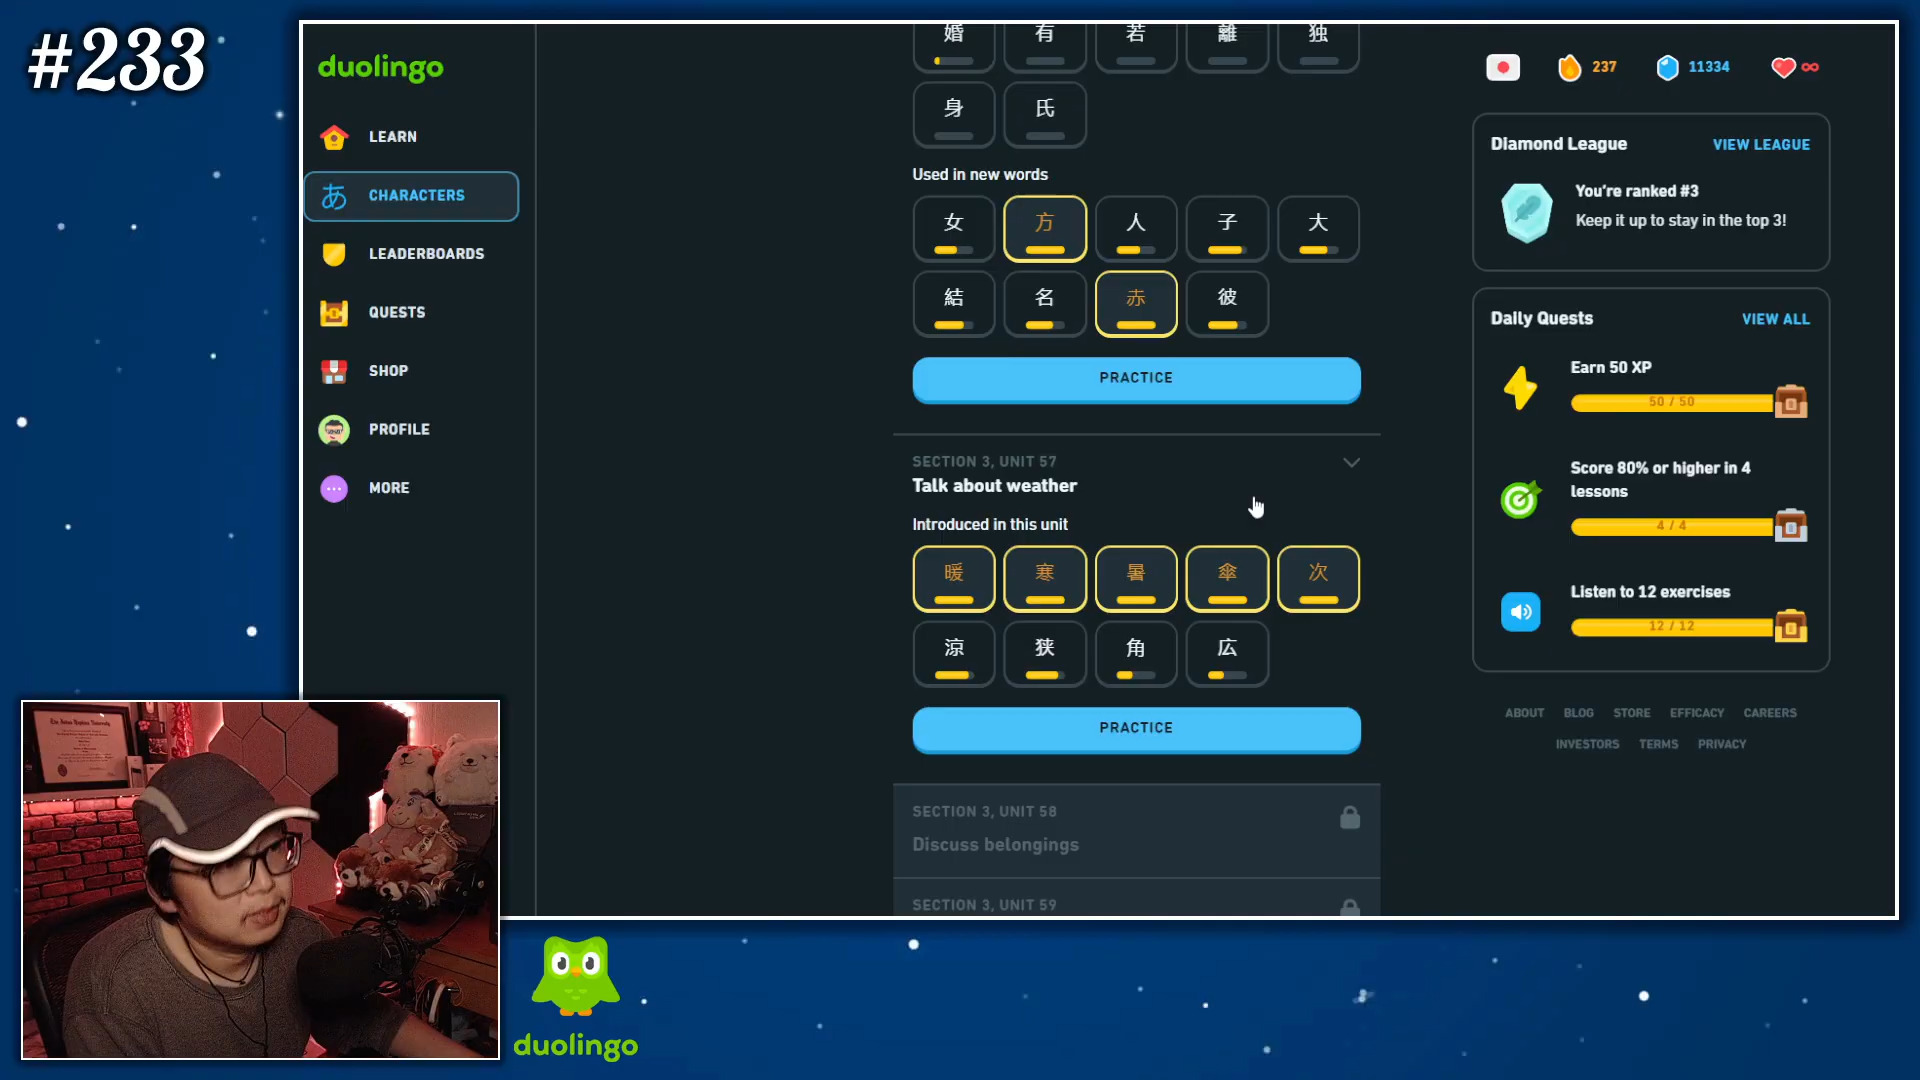 #233
duolingo
LEARN
あ CHARACTERS
LEADERBOARDS
QUESTS
SHOP
PROFILE
MORE
婚 有 若 離 独
身 氏
Used in new words
女 方 人 子 大
結 名 赤 彼
PRACTICE
SECTION 3, UNIT 57
Talk about weather
Introduced in this unit
暖 寒 暑 傘 次
涼 狭 角 広
PRACTICE
SECTION 3, UNIT 58
Discuss belongings
SECTION 3, UNIT 59
237 11334 ∞
Diamond League VIEW LEAGUE
You're ranked #3
Keep it up to stay in the top 3!
Daily Quests VIEW ALL
Earn 50 XP
50 / 50
Score 80% or higher in 4
lessons
4 / 4
Listen to 12 exercises
12 / 12
ABOUT BLOG STORE EFFICACY CAREERS
INVESTORS TERMS PRIVACY
duolingo